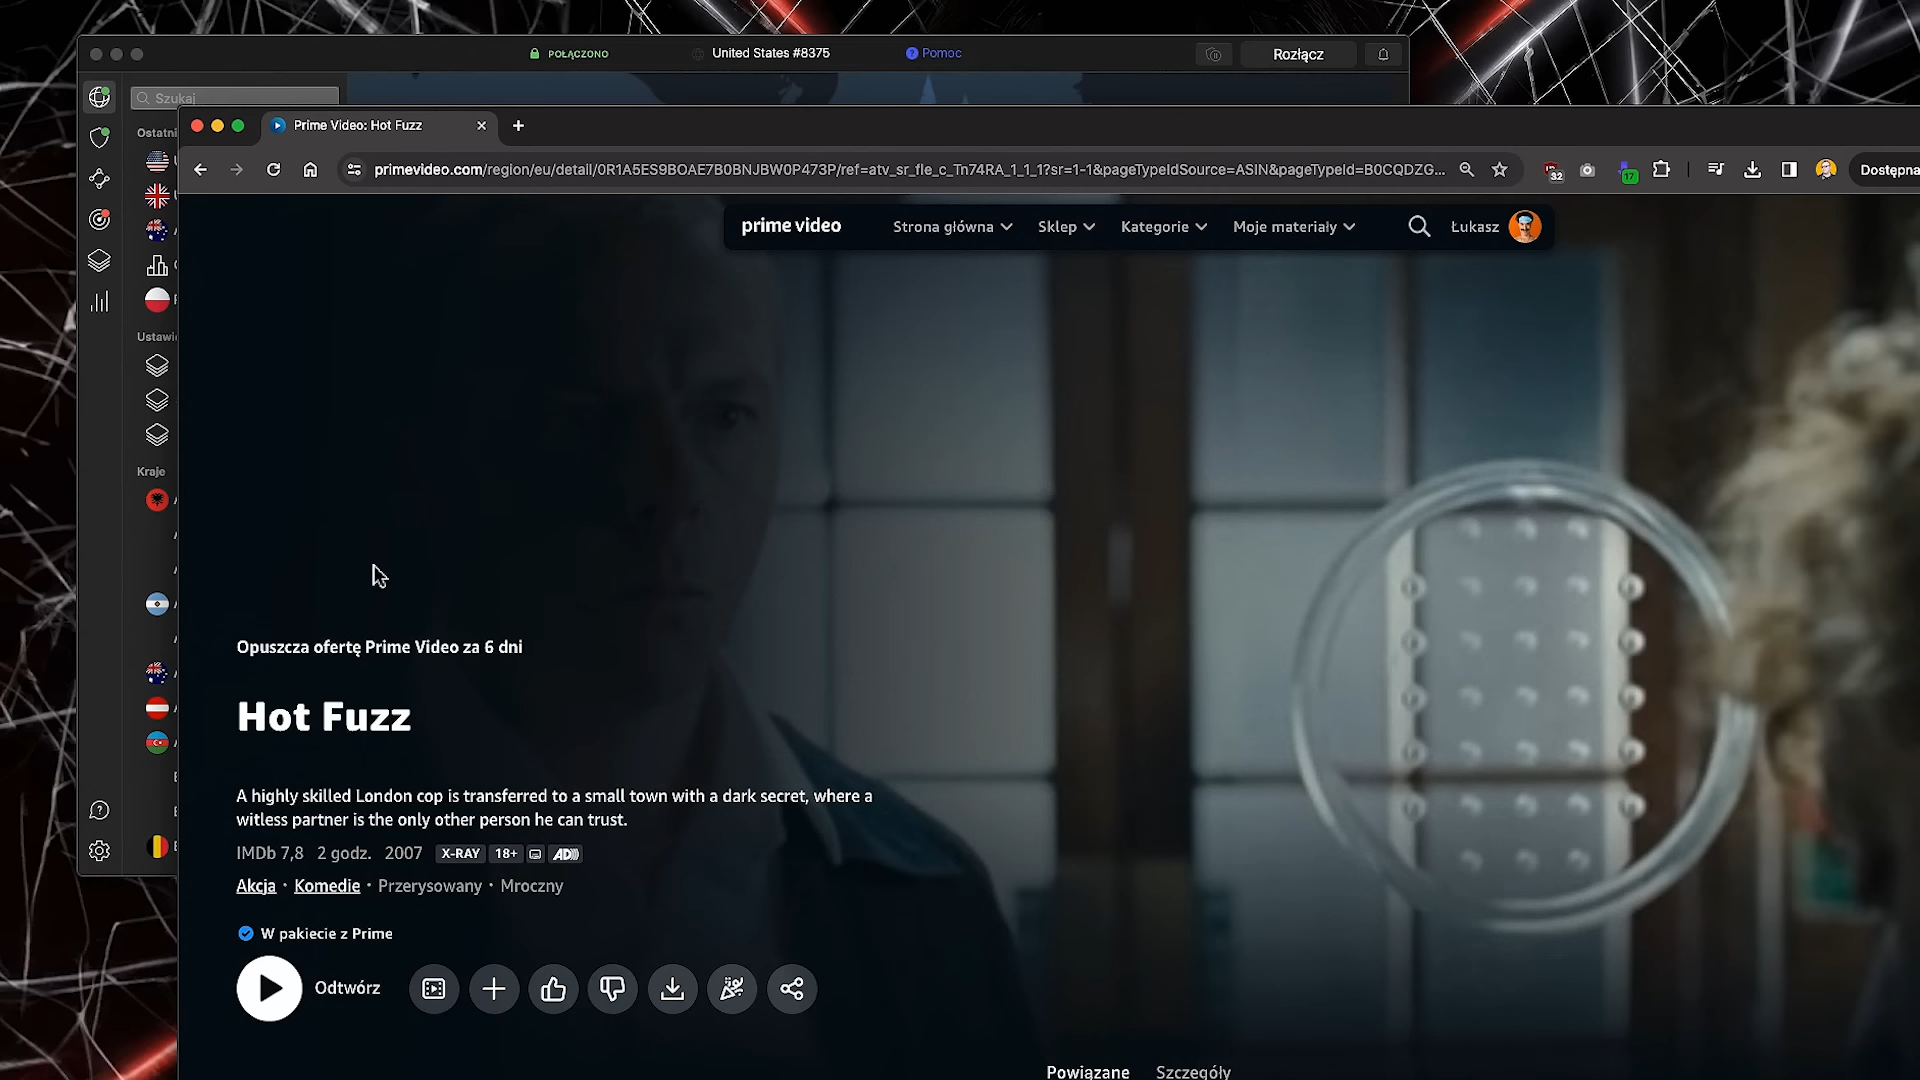 POŁĄCZONO
United States #8375
Pomoc
Rozłącz
Szukaj
Prime Video: Hot Fuzz
primevideo.com/region/eu/detail/0R1A5ES9BOAE7B0BNJBW0P473P/ref=atv_sr_fle_c_Tn74RA_1_1_1?sr=1-1&pageTypeIdSource=ASIN&pageTypeId=B0CQDZG...
32
17
Dostępna
Ostatni
Ustawie
Kraje
prime video
Strona główna
Sklep
Kategorie
Moje materiały
Łukasz
Opuszcza ofertę Prime Video za 6 dni
Hot Fuzz
A highly skilled London cop is transferred to a small town with a dark secret, where a
witless partner is the only other person he can trust.
IMDb 7,8 2 godz. 2007 X-RAY 18+ AD
Akcja · Komedie · Przerysowany · Mroczny
W pakiecie z Prime
Odtwórz
Powiązane
Szczegóły